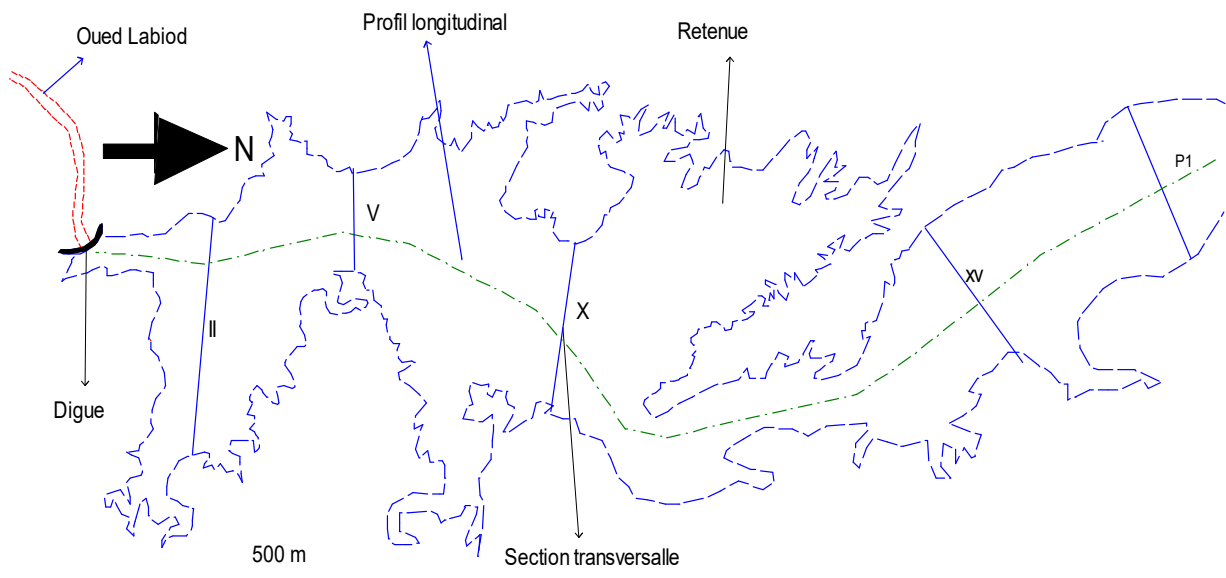 Oued Labiod
Profil longitudinal
Retenue
N
P1
V
XV
X
II
Digue
500 m
Section transversalle